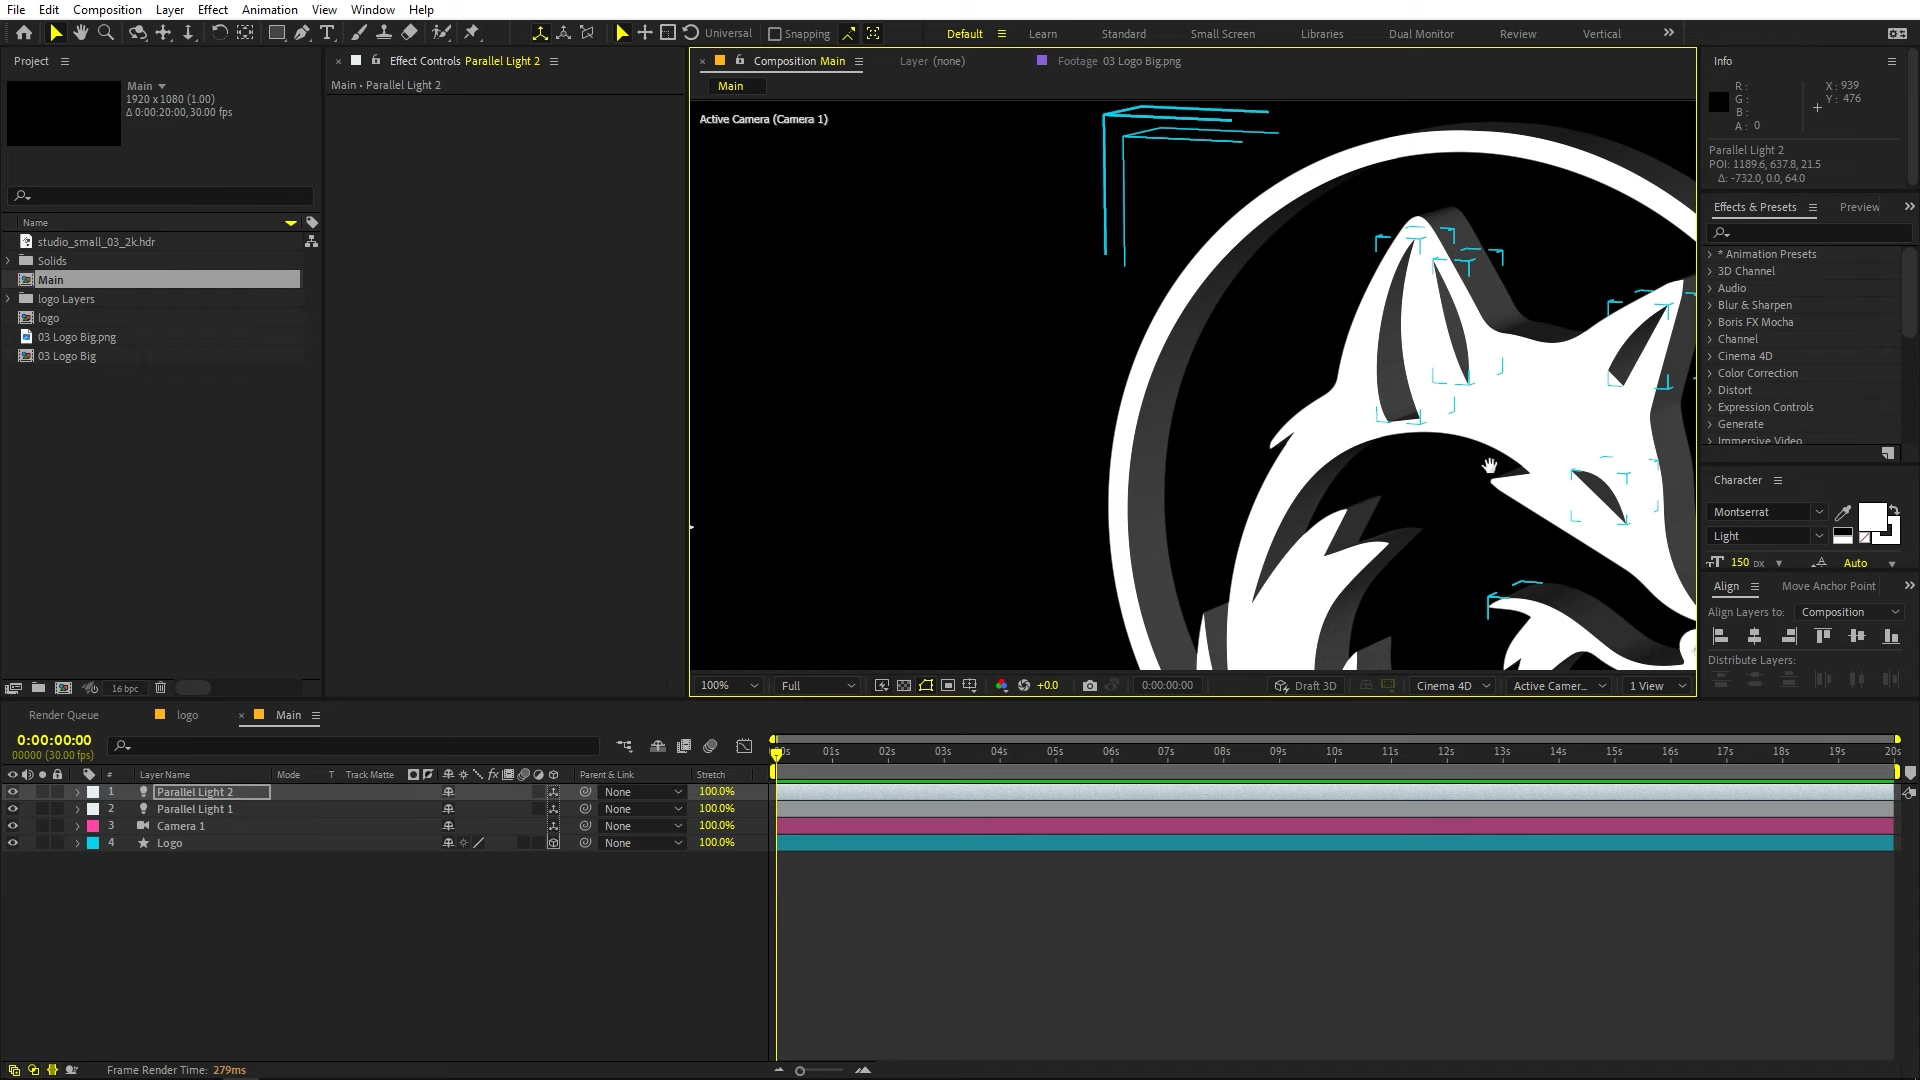 File Edit Composition Layer Effect Animation View Window Help
Universal Snapping Default Learn Standard Small Screen Libraries Dual Monitor Review Vertical
Project
Main
1920 x 1080 (1.00)
Δ 0:00:20:00, 30.00 fps
Name
studio_small_03_2k.hdr
Solids
Main
logo Layers
logo
03 Logo Big.png
03 Logo Big
16 bpc
Effect Controls Parallel Light 2
Main • Parallel Light 2
Composition Main Layer (none) Footage 03 Logo Big.png
Main
Active Camera (Camera 1)
100% Full +0.0 0:00:00:00 Draft 3D Cinema 4D Active Camer... 1 View
Info
R :
G :
B :
A : 0
X : 939
Y : 476
Parallel Light 2
POI: 1189.6, 637.8, 21.5
Δ: -732.0, 0.0, 64.0
Effects & Presets Preview
* Animation Presets
3D Channel
Audio
Blur & Sharpen
Boris FX Mocha
Channel
Cinema 4D
Color Correction
Distort
Expression Controls
Generate
Immersive Video
Character
Montserrat
Light
150 px Auto
Align Move Anchor Point
Align Layers to: Composition
Distribute Layers:
Render Queue logo Main
0:00:00:00
00000 (30.00 fps)
# Layer Name Mode T Track Matte fx Parent & Link Stretch
1 Parallel Light 2 None 100.0%
2 Parallel Light 1 None 100.0%
3 Camera 1 None 100.0%
4 Logo None 100.0%
00s 01s 02s 03s 04s 05s 06s 07s 08s 09s 10s 11s 12s 13s 14s 15s 16s 17s 18s 19s 20s
Frame Render Time: 279ms